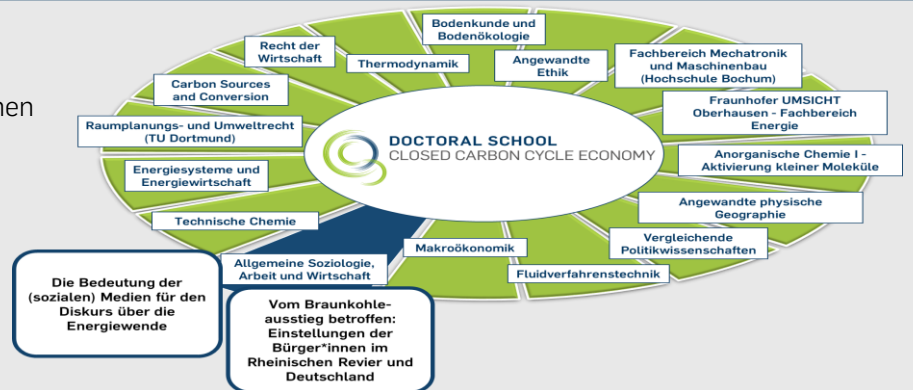 nen
Bodenkunde und
Bodenökologie
Recht der
Wirtschaft
Thermodynamik
Angewandte
Ethik
Fachbereich Mechatronik
und Maschinenbau
(Hochschule Bochum)
Carbon Sources
and Conversion
Fraunhofer UMSICHT
Oberhausen - Fachbereich
Energie
Raumplanungs- und Umweltrecht
(TU Dortmund)
DOCTORAL SCHOOL
CLOSED CARBON CYCLE ECONOMY
Anorganische Chemie I -
Aktivierung kleiner Moleküle
Energiesysteme und
Energiewirtschaft
Angewandte physische
Geographie
Technische Chemie
Vergleichende
Politikwissenschaften
Makroökonomik
Allgemeine Soziologie,
Arbeit und Wirtschaft
Fluidverfahrenstechnik
Die Bedeutung der
(sozialen) Medien für den
Diskurs über die
Energiewende
Vom Braunkohle-
ausstieg betroffen:
Einstellungen der
Bürger*innen im
Rheinischen Revier und
Deutschland